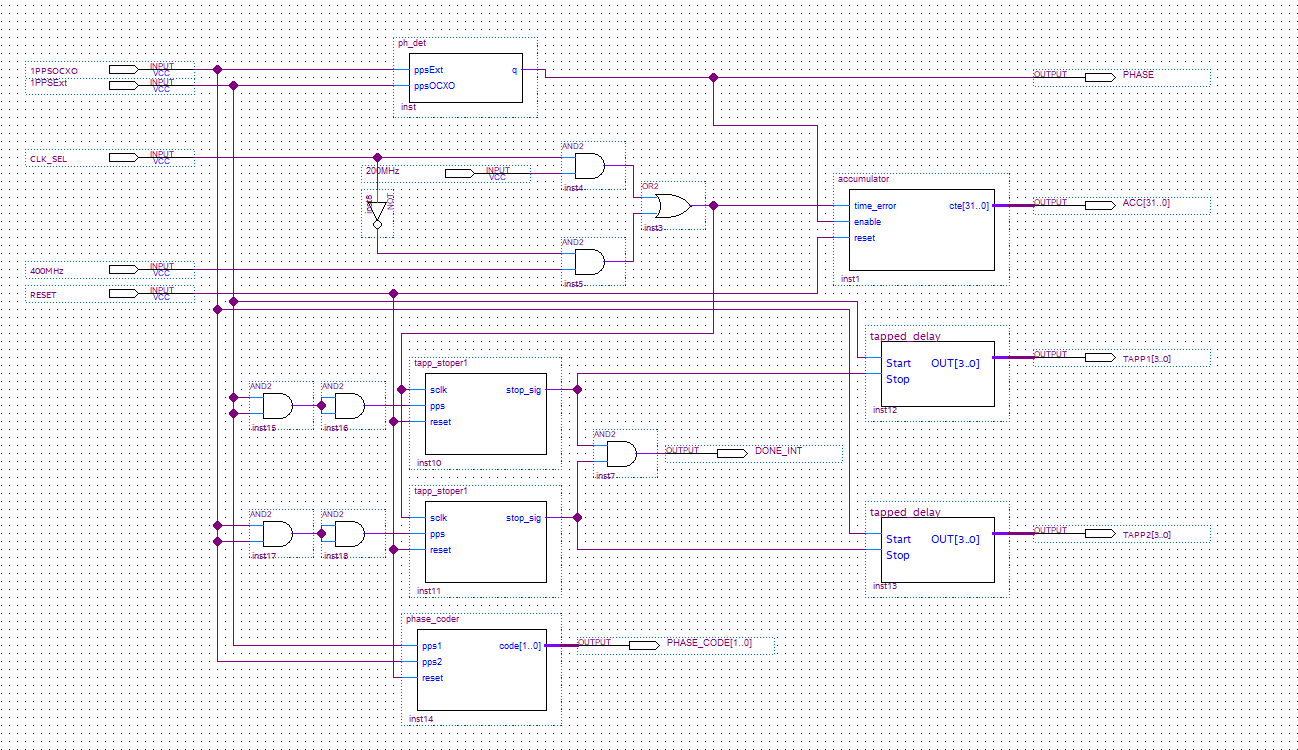 ph_det
1PPSOCXO
INPUT
VCC
ppsExt
q
OUTPUT
PHASE
1PPSExt
INPUT
VCC
ppsOCXO
inst
AND2
CLK_SEL
INPUT
VCC
200MHz
INPUT
VCC
inst4
inst8
NOT
OR2
inst3
accumulator
time_error
cte[31..0]
enable
reset
inst1
OUTPUT
ACC[31..0]
AND2
inst5
400MHz
INPUT
VCC
RESET
INPUT
VCC
tapped_delay
Start
OUT[3..0]
Stop
inst12
OUTPUT
TAPP1[3..0]
tapp_stoper1
sclk
stop_sig
pps
reset
inst10
AND2
inst15
AND2
inst16
AND2
inst7
OUTPUT
DONE_INT
tapp_stoper1
sclk
stop_sig
pps
reset
inst11
AND2
inst17
AND2
inst18
tapped_delay
Start
OUT[3..0]
Stop
inst13
OUTPUT
TAPP2[3..0]
phase_coder
pps1
code[1..0]
pps2
reset
inst14
OUTPUT
PHASE_CODE[1..0]